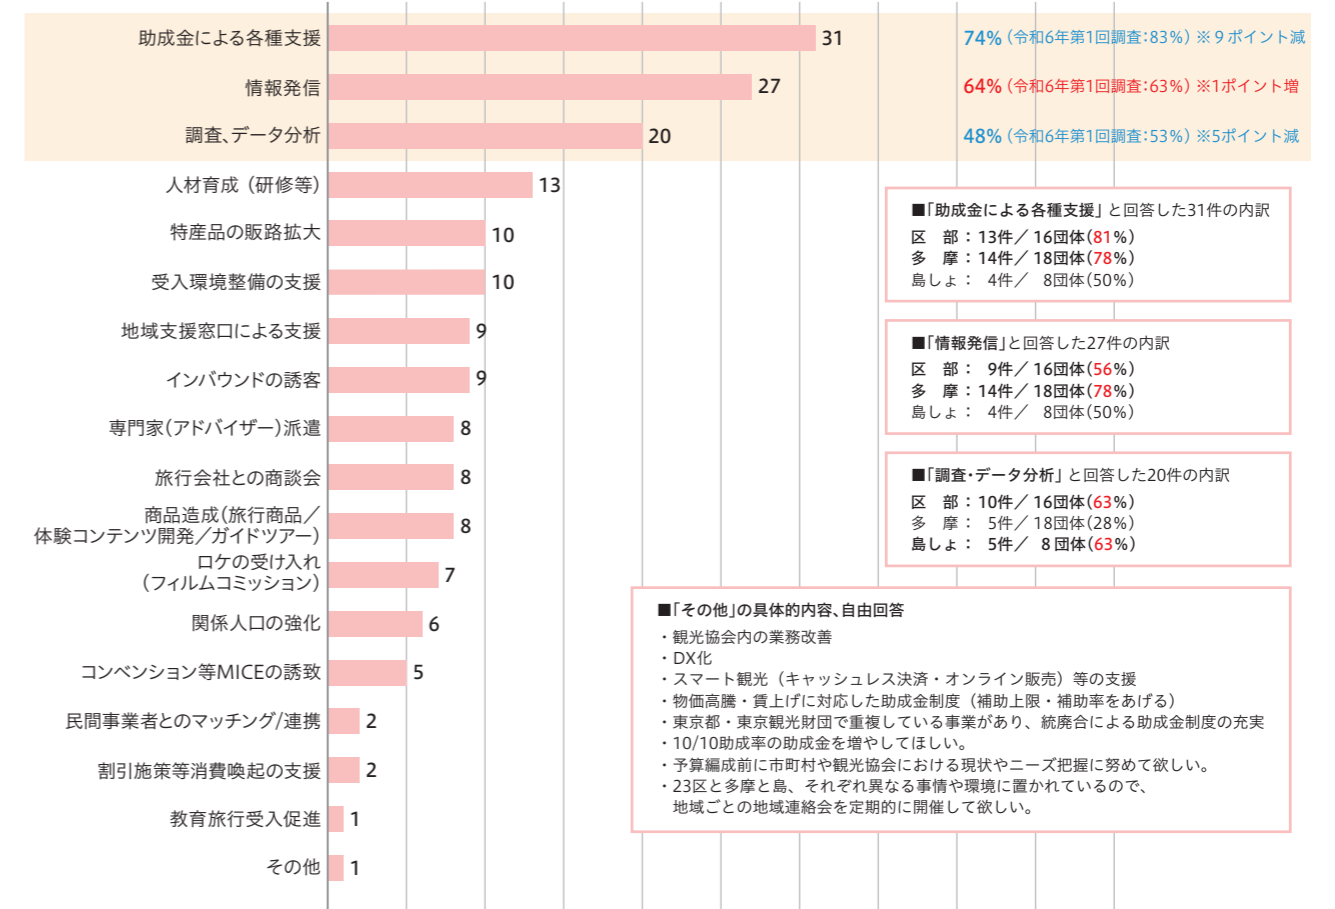 助成金による各種支援 31 74%（令和6年第1回調査：83%）※9ポイント減
情報発信 27 64%（令和6年第1回調査：63%）※1ポイント増
調査、データ分析 20 48%（令和6年第1回調査：53%）※5ポイント減
人材育成（研修等） 13
特産品の販路拡大 10
受入環境整備の支援 10
地域支援窓口による支援 9
インバウンドの誘客 9
専門家（アドバイザー）派遣 8
旅行会社との商談会 8
商品造成（旅行商品／
体験コンテンツ開発／ガイドツアー） 8
ロケの受け入れ
（フィルムコミッション） 7
関係人口の強化 6
コンベンション等MICEの誘致 5
民間事業者とのマッチング/連携 2
割引施策等消費喚起の支援 2
教育旅行受入促進 1
その他 1
■「助成金による各種支援」と回答した31件の内訳
区　部：13件／16団体（81%）
多　摩：14件／18団体（78%）
島しょ： 4件／ 8団体（50%）
■「情報発信」と回答した27件の内訳
区　部： 9件／16団体（56%）
多　摩：14件／18団体（78%）
島しょ： 4件／ 8団体（50%）
■「調査・データ分析」と回答した20件の内訳
区　部：10件／16団体（63%）
多　摩： 5件／18団体（28%）
島しょ： 5件／ 8団体（63%）
■「その他」の具体的内容、自由回答
・観光協会内の業務改善
・DX化
・スマート観光（キャッシュレス決済・オンライン販売）等の支援
・物価高騰・賃上げに対応した助成金制度（補助上限・補助率をあげる）
・東京都・東京観光財団で重複している事業があり、統廃合による助成金制度の充実
・10/10助成率の助成金を増やしてほしい。
・予算編成前に市町村や観光協会における現状やニーズ把握に努めて欲しい。
・23区と多摩と島、それぞれ異なる事情や環境に置かれているので、
地域ごとの地域連絡会を定期的に開催して欲しい。